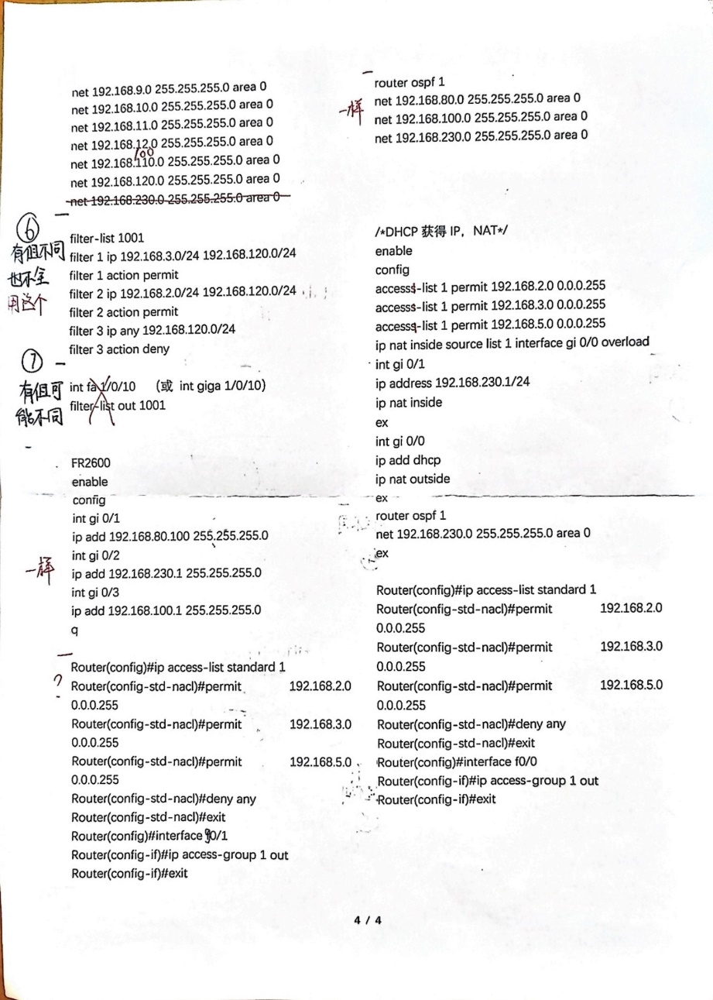 net 192.168.9.0 255.255.255.0 area 0
net 192.168.10.0 255.255.255.0 area 0
net 192.168.11.0 255.255.255.0 area 0
net 192.168.12.0 255.255.255.0 area 0
100
net 192.168.110.0 255.255.255.0 area 0
net 192.168.120.0 255.255.255.0 area 0
net 192.168.230.0 255.255.255.0 area 0
⑥
有但不同
也不全
用这个
filter-list 1001
filter 1 ip 192.168.3.0/24 192.168.120.0/24
filter 1 action permit
filter 2 ip 192.168.2.0/24 192.168.120.0/24
filter 2 action permit
filter 3 ip any 192.168.120.0/24
filter 3 action deny
⑦
有但可
能不同
int fa 1/0/10 (或 int giga 1/0/10)
filter-list out 1001
FR2600
enable
config
int gi 0/1
ip add 192.168.80.100 255.255.255.0
int gi 0/2
一样
ip add 192.168.230.1 255.255.255.0
int gi 0/3
ip add 192.168.100.1 255.255.255.0
q
Router(config)#ip access-list standard 1
?
Router(config-std-nacl)#permit 192.168.2.0
0.0.0.255
Router(config-std-nacl)#permit 192.168.3.0
0.0.0.255
Router(config-std-nacl)#permit 192.168.5.0
0.0.0.255
Router(config-std-nacl)#deny any
Router(config-std-nacl)#exit
Router(config)#interface g0/1
Router(config-if)#ip access-group 1 out
Router(config-if)#exit
router ospf 1
一样
net 192.168.80.0 255.255.255.0 area 0
net 192.168.100.0 255.255.255.0 area 0
net 192.168.230.0 255.255.255.0 area 0
/*DHCP 获得 IP，NAT*/
enable
config
accesss-list 1 permit 192.168.2.0 0.0.0.255
accesss-list 1 permit 192.168.3.0 0.0.0.255
accesss-list 1 permit 192.168.5.0 0.0.0.255
ip nat inside source list 1 interface gi 0/0 overload
int gi 0/1
ip address 192.168.230.1/24
ip nat inside
ex
int gi 0/0
ip add dhcp
ip nat outside
ex
router ospf 1
net 192.168.230.0 255.255.255.0 area 0
ex
Router(config)#ip access-list standard 1
Router(config-std-nacl)#permit 192.168.2.0
0.0.0.255
Router(config-std-nacl)#permit 192.168.3.0
0.0.0.255
Router(config-std-nacl)#permit 192.168.5.0
0.0.0.255
Router(config-std-nacl)#deny any
Router(config-std-nacl)#exit
Router(config)#interface f0/0
Router(config-if)#ip access-group 1 out
Router(config-if)#exit
4 / 4